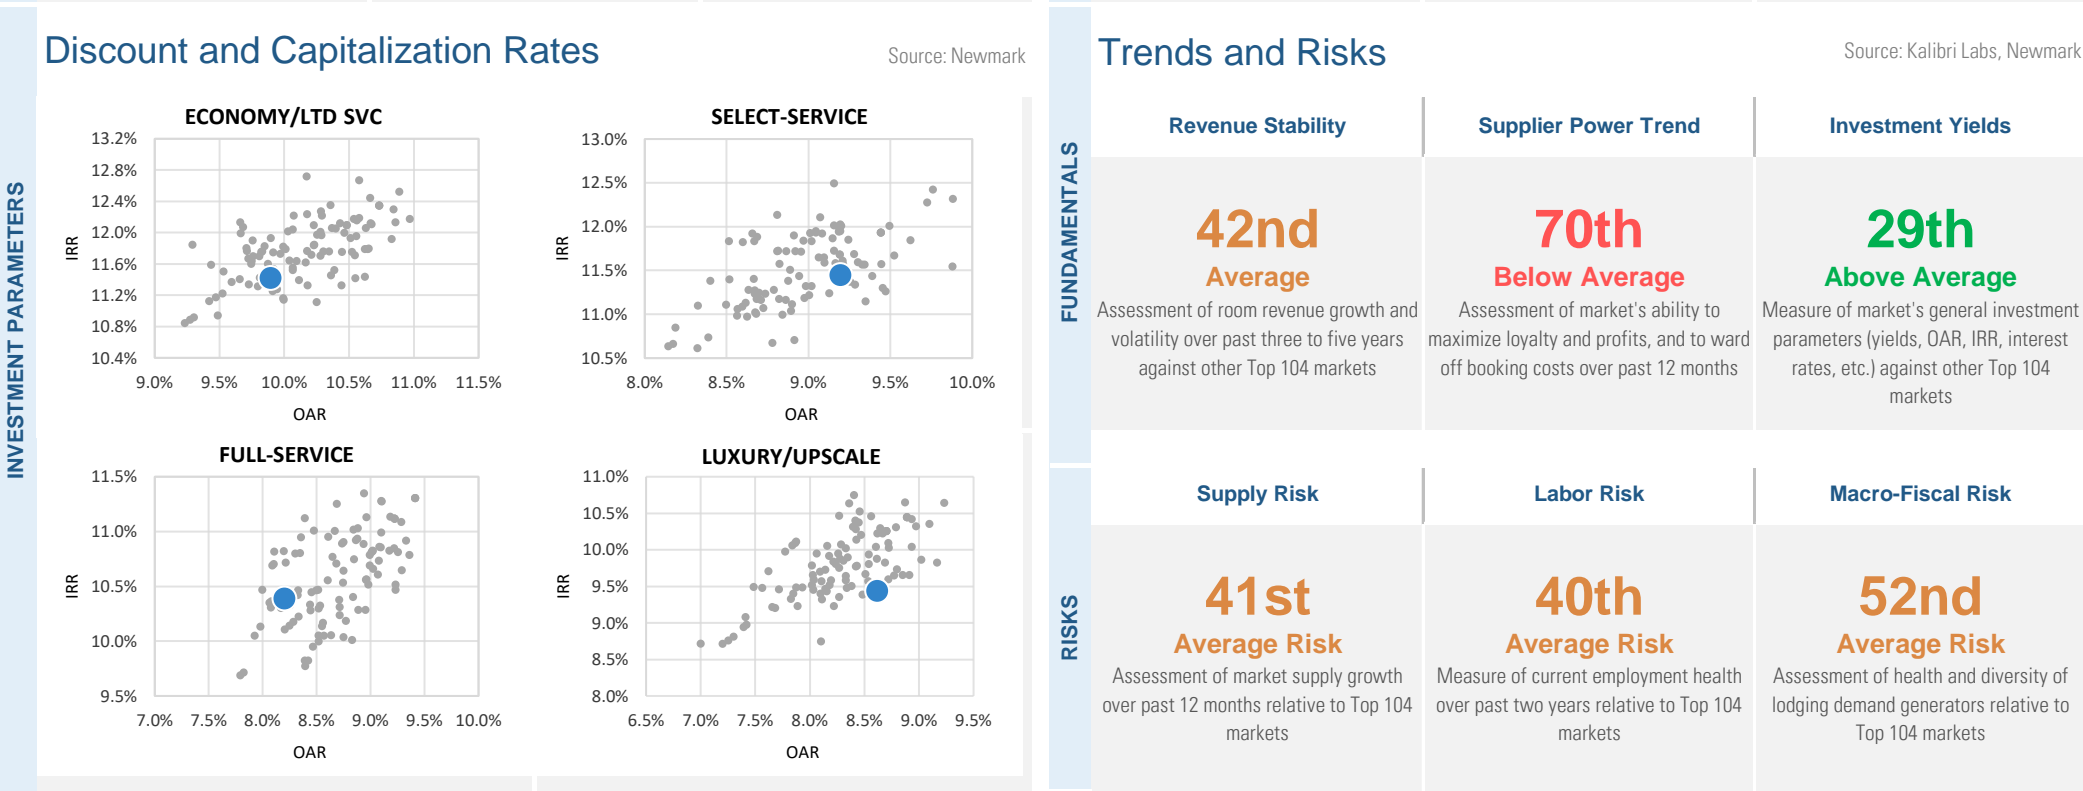 INVESTMENT PARAMETERS
Discount and Capitalization Rates
Source: Newmark
ECONOMY/LTD SVC
13.2%
12.8%
12.4%
12.0%
11.6%
11.2%
10.8%
10.4%
IRR
9.0% 9.5% 10.0% 10.5% 11.0% 11.5%
OAR
SELECT-SERVICE
13.0%
12.5%
12.0%
11.5%
11.0%
10.5%
IRR
8.0% 8.5% 9.0% 9.5% 10.0%
OAR
FULL-SERVICE
11.5%
11.0%
10.5%
10.0%
9.5%
IRR
7.0% 7.5% 8.0% 8.5% 9.0% 9.5% 10.0%
OAR
LUXURY/UPSCALE
11.0%
10.5%
10.0%
9.5%
9.0%
8.5%
8.0%
IRR
6.5% 7.0% 7.5% 8.0% 8.5% 9.0% 9.5%
OAR
Trends and Risks
Source: Kalibri Labs, Newmark
FUNDAMENTALS
Revenue Stability
42nd
Average
Assessment of room revenue growth and
volatility over past three to five years
against other Top 104 markets
Supplier Power Trend
70th
Below Average
Assessment of market's ability to
maximize loyalty and profits, and to ward
off booking costs over past 12 months
Investment Yields
29th
Above Average
Measure of market's general investment
parameters (yields, OAR, IRR, interest
rates, etc.) against other Top 104
markets
RISKS
Supply Risk
41st
Average Risk
Assessment of market supply growth
over past 12 months relative to Top 104
markets
Labor Risk
40th
Average Risk
Measure of current employment health
over past two years relative to Top 104
markets
Macro-Fiscal Risk
52nd
Average Risk
Assessment of health and diversity of
lodging demand generators relative to
Top 104 markets